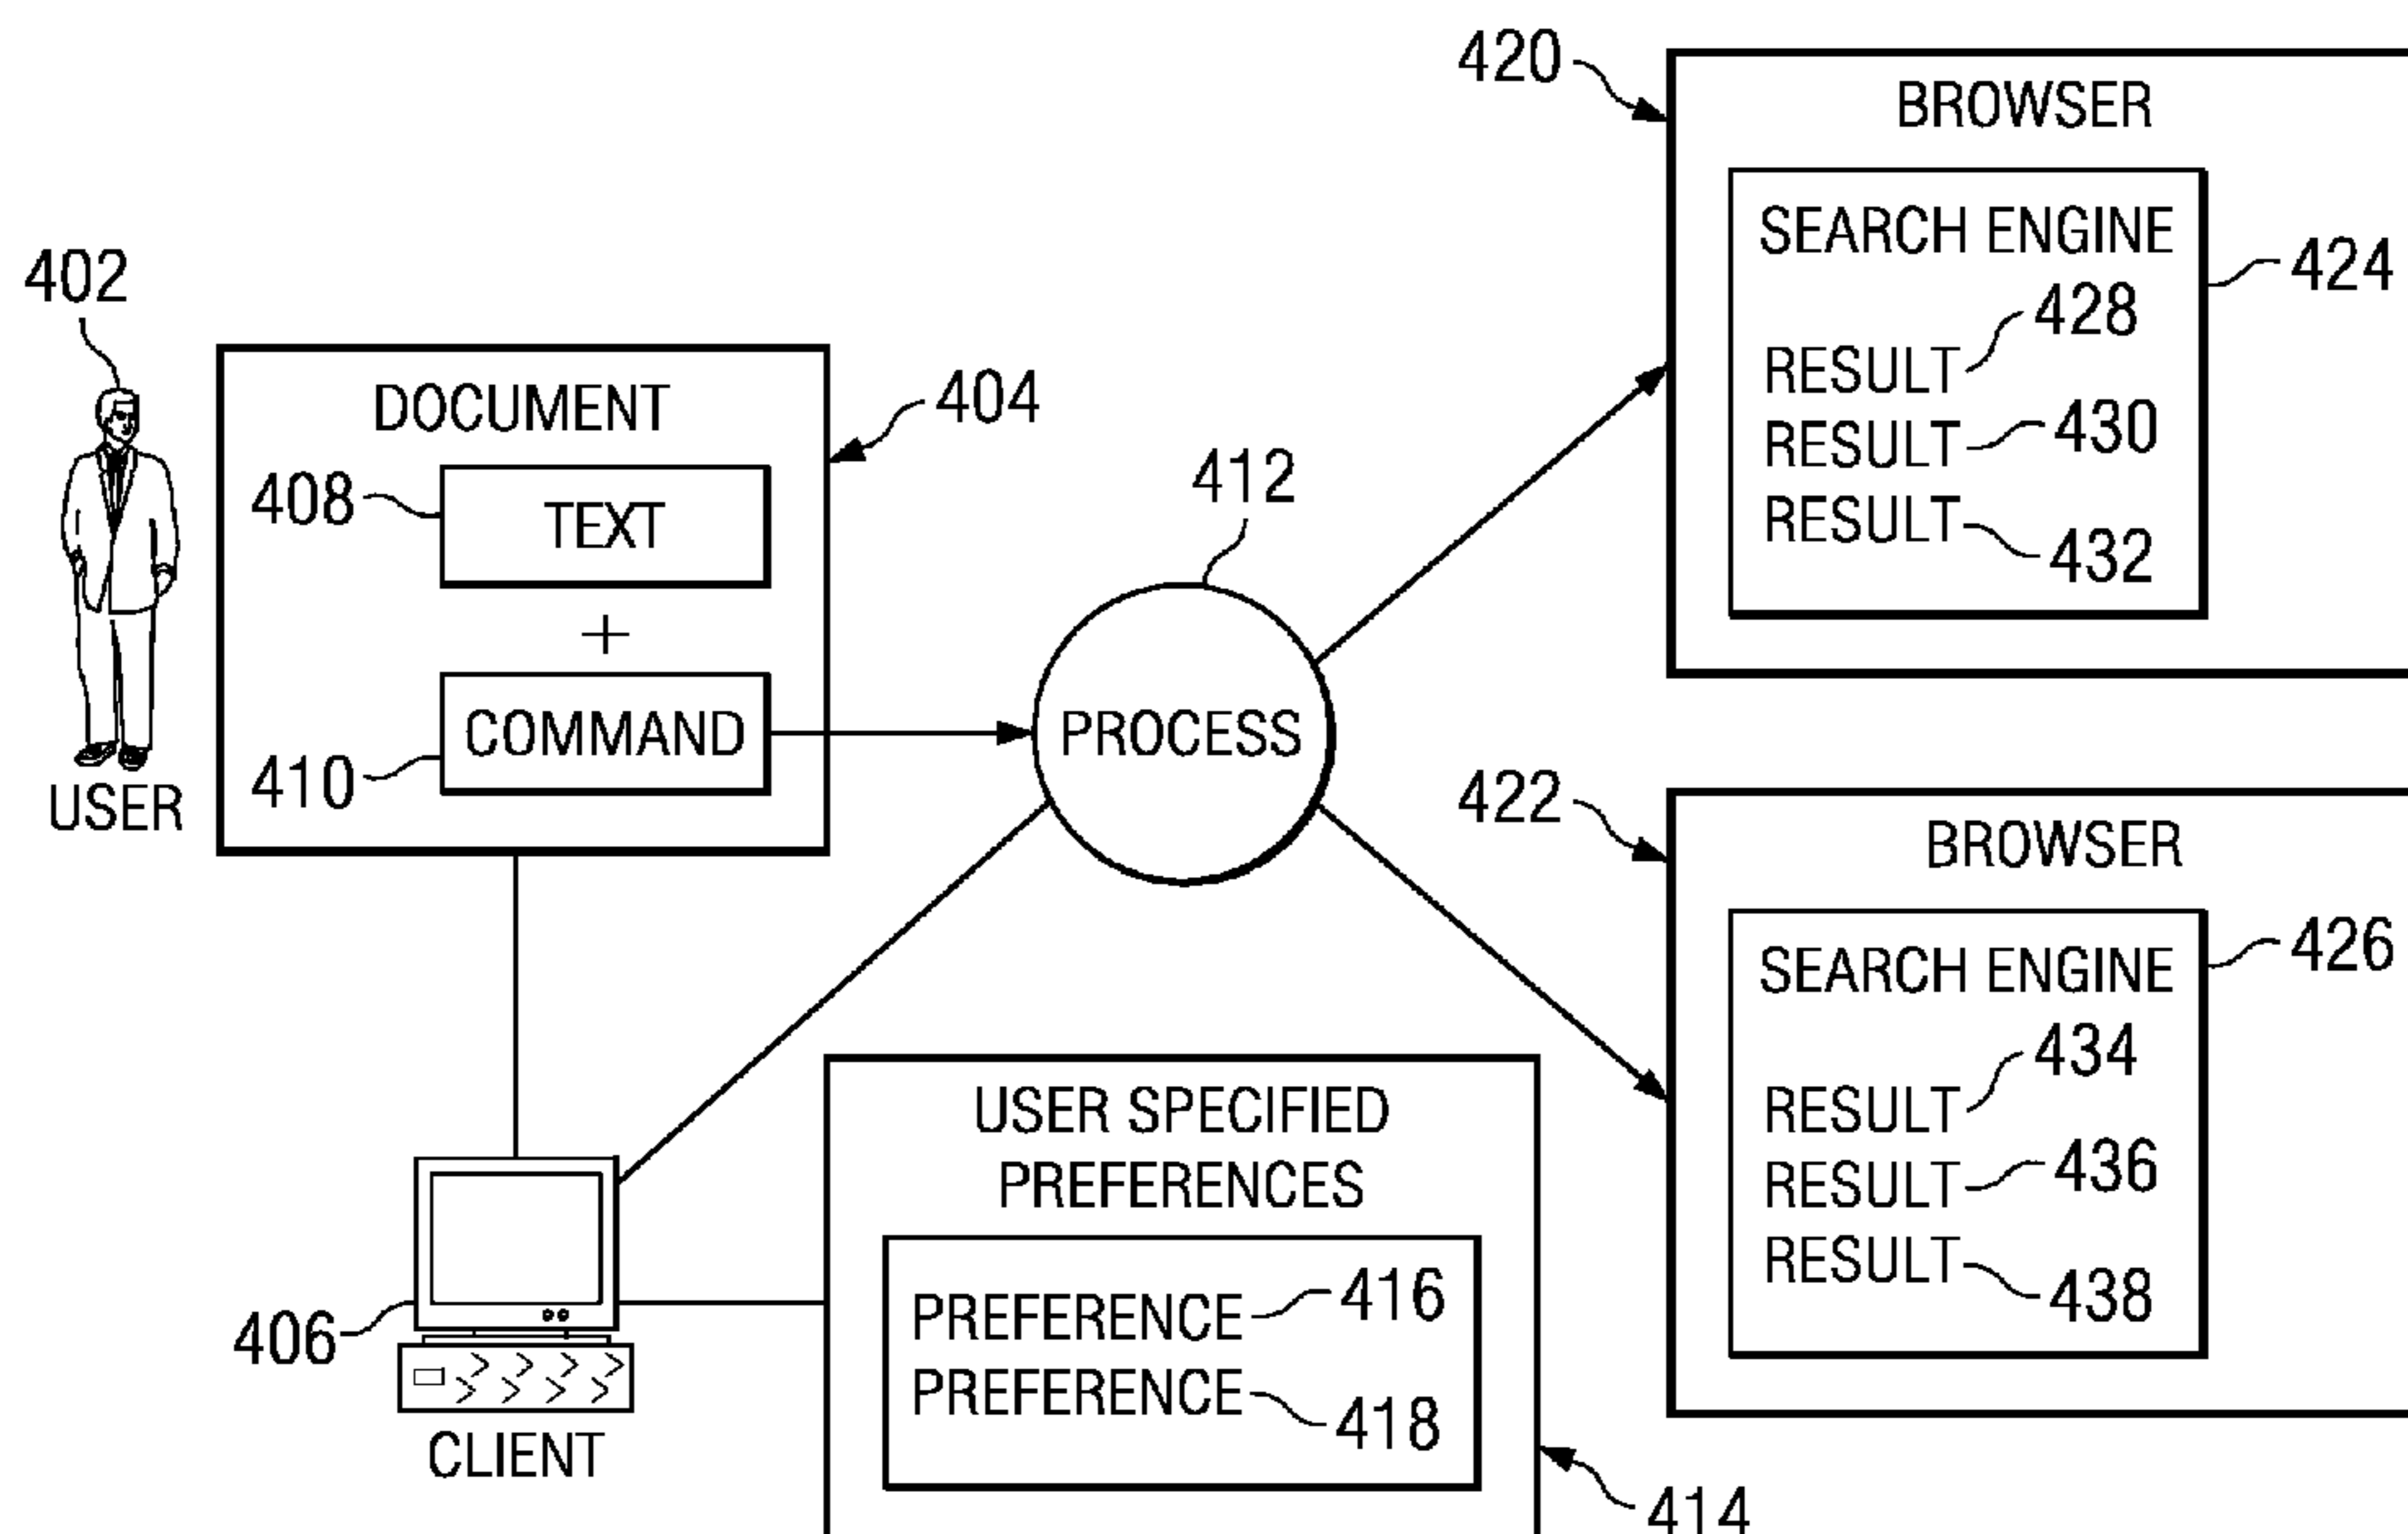 402
USER
DOCUMENT
404
408
TEXT
+
410
COMMAND
412
PROCESS
406
CLIENT
USER SPECIFIED
PREFERENCES
PREFERENCE 416
PREFERENCE 418
414
420
BROWSER
SEARCH ENGINE
424
RESULT 428
RESULT 430
RESULT 432
422
BROWSER
SEARCH ENGINE
426
RESULT 434
RESULT 436
RESULT 438